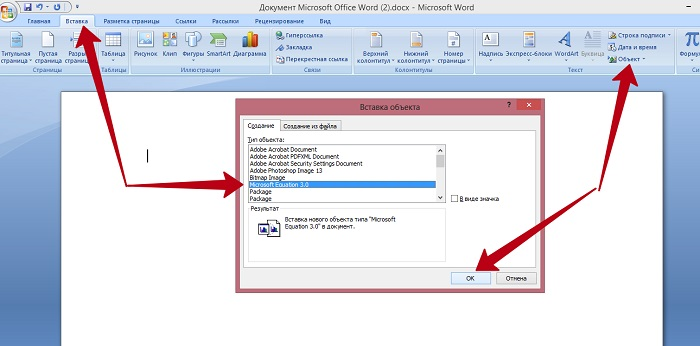 Документ Microsoft Office Word (2).docx - Microsoft Word
Главная Вставка Разметка страницы Ссылки Рассылки Рецензирование Вид
Титульная страница Пустая страница Разрыв страницы
Страницы
Таблица
Таблицы
Рисунок Клип Фигуры SmartArt Диаграмма
Иллюстрации
Гиперссылка
Закладка
Перекрестная ссылка
Связи
Верхний колонтитул Нижний колонтитул Номер страницы
Колонтитулы
Надпись Экспресс-блоки WordArt
Строка подписи
Дата и время
Объект
Текст
Вставка объекта
Создание Создание из файла
Тип объекта:
Adobe Acrobat Document
Adobe Acrobat PDFXML Document
Adobe Acrobat Security Settings Document
Adobe Photoshop Image 13
Bitmap Image
Microsoft Equation 3.0
Package
Package
В виде значка
Результат
Вставка нового объекта типа "Microsoft
Equation 3.0" в документ.
ОК Отмена